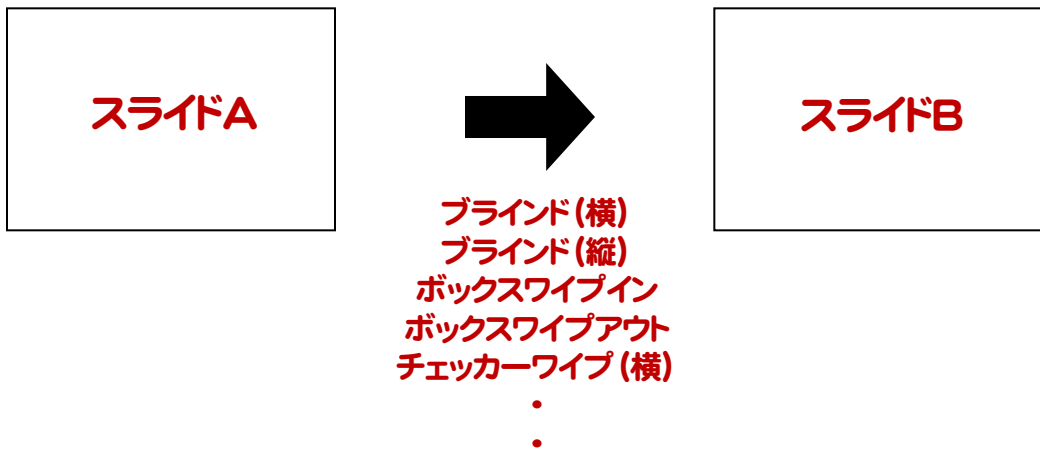 スライドA
スライドB
ブラインド(横)
ブラインド(縦)
ボックスワイプイン
ボックスワイプアウト
チェッカーワイプ(横)
・
・